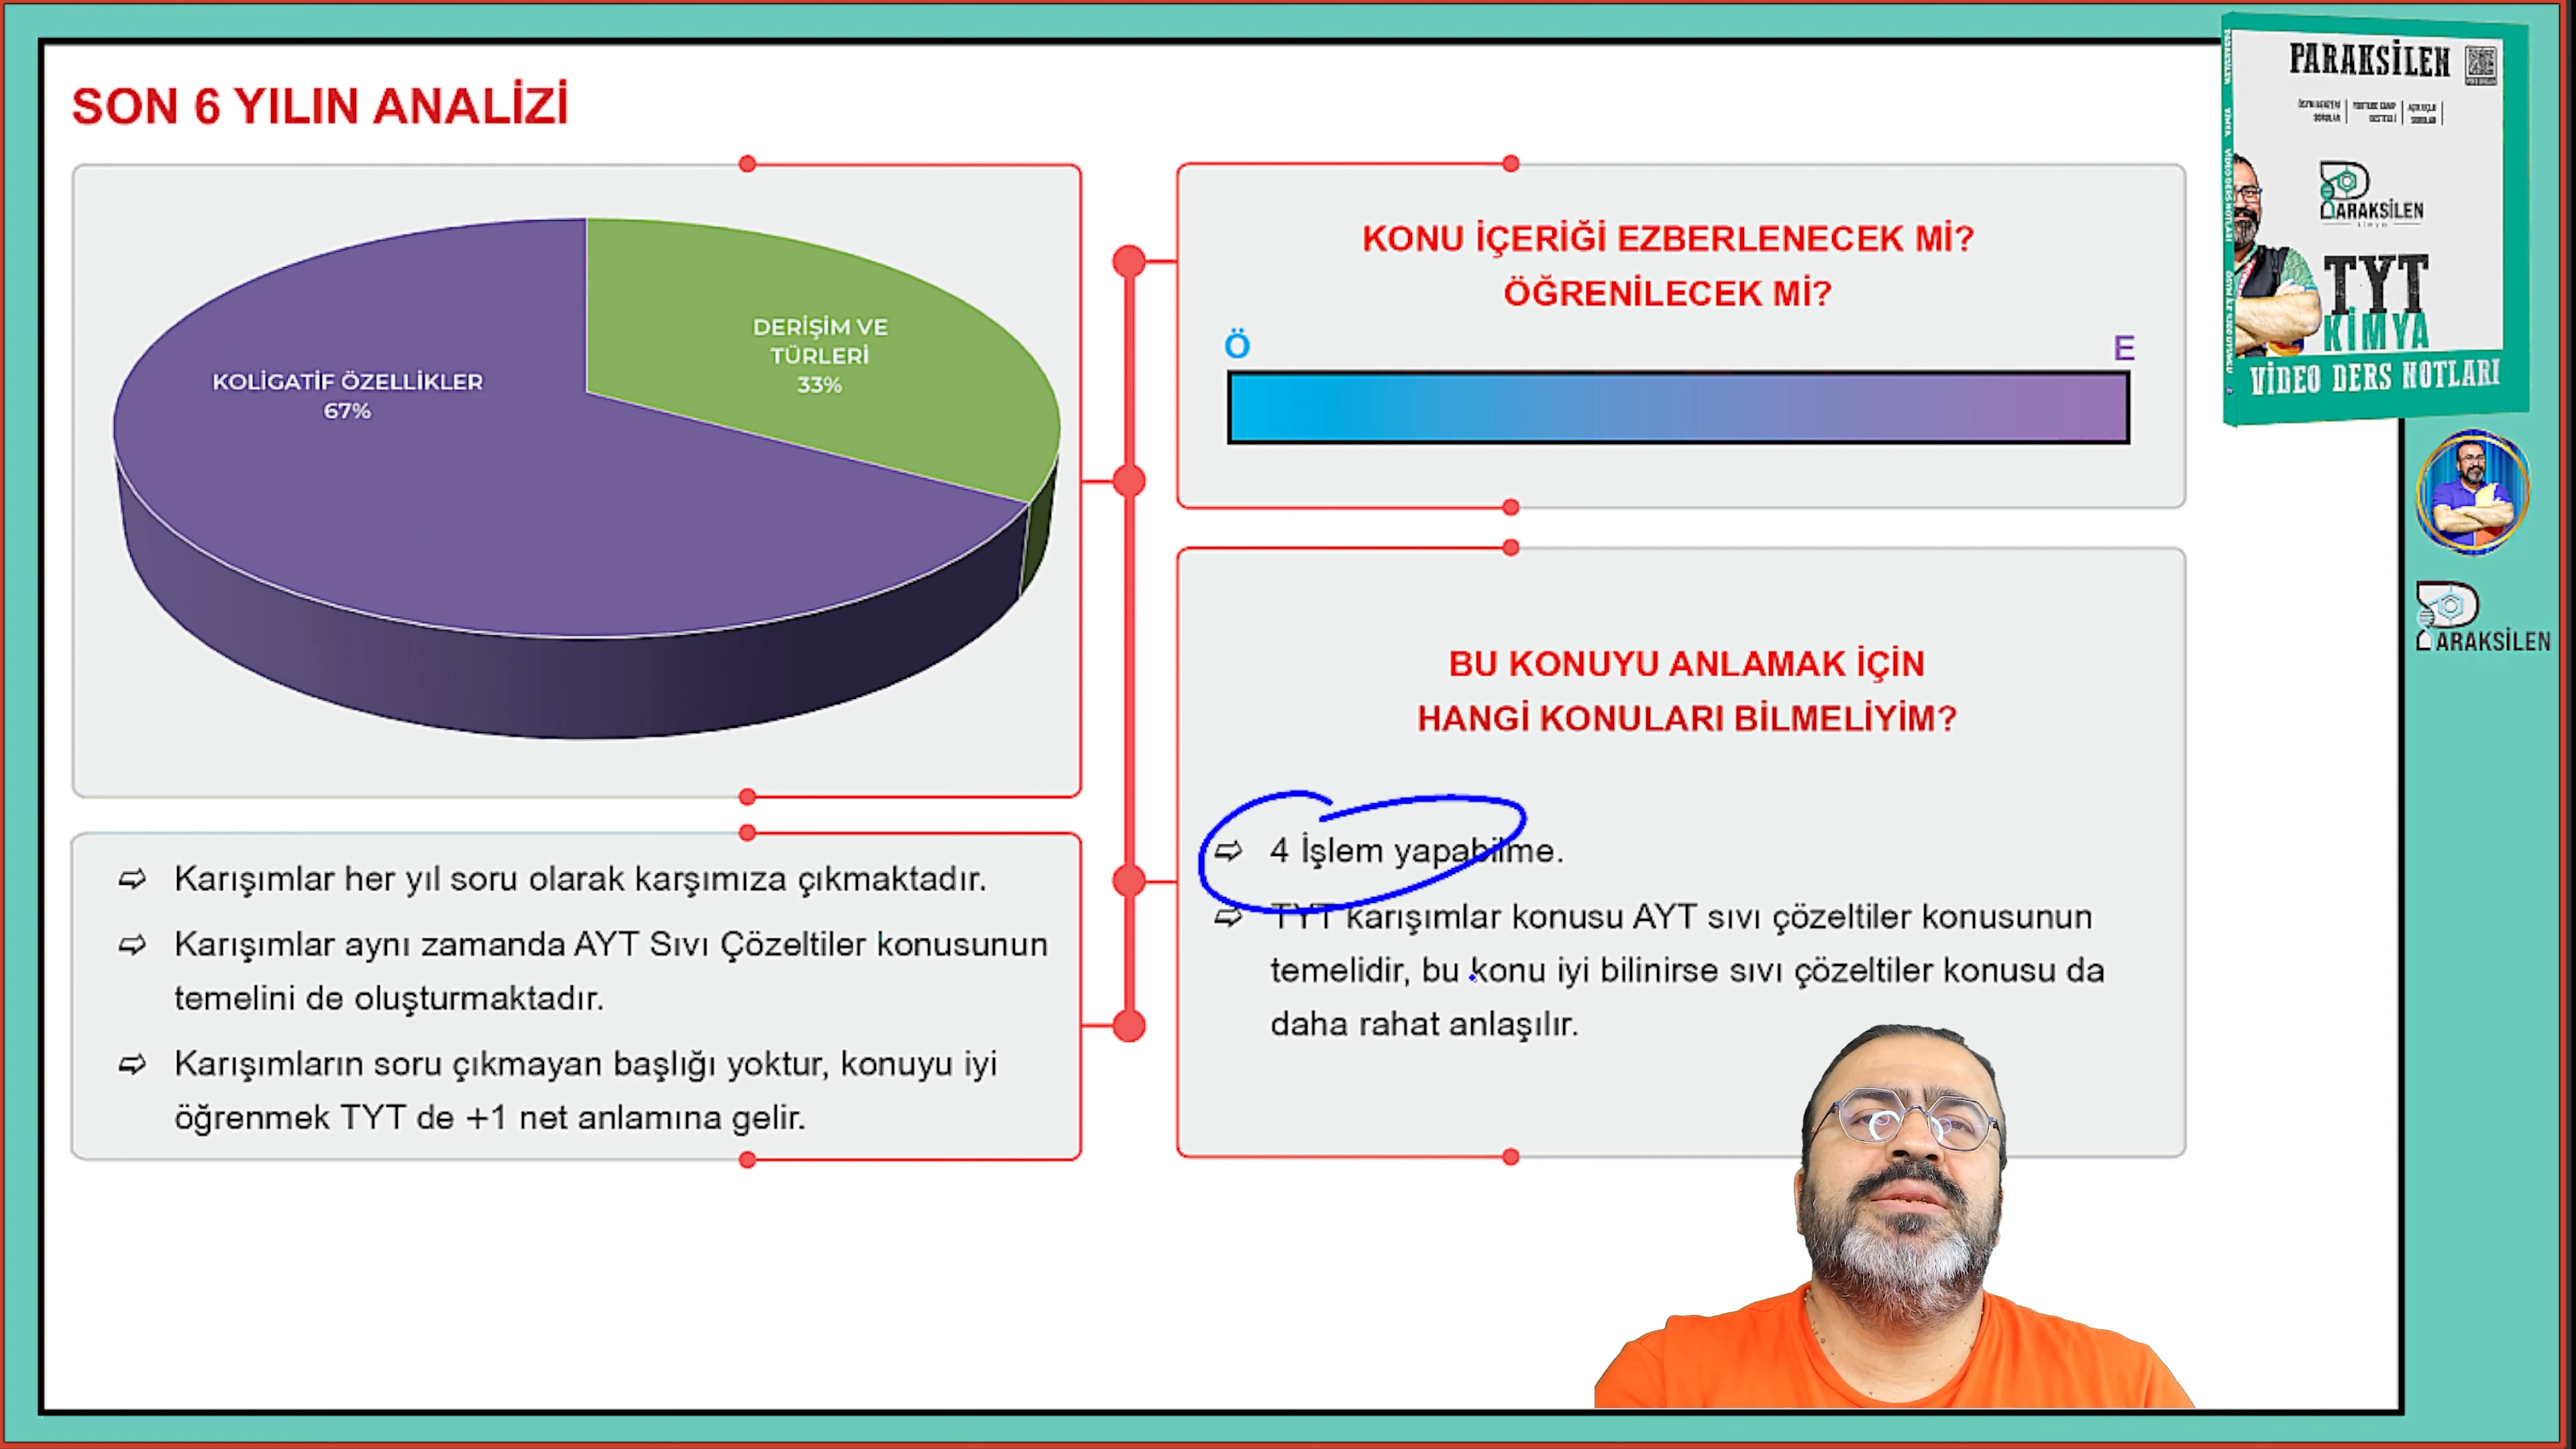 SON 6 YILIN ANALİZİ
DERİŞİM VE
TÜRLERİ
33%
KOLİGATİF ÖZELLİKLER
67%
⇨ Karışımlar her yıl soru olarak karşımıza çıkmaktadır.
⇨ Karışımlar aynı zamanda AYT Sıvı Çözeltiler konusunun
temelini de oluşturmaktadır.
⇨ Karışımların soru çıkmayan başlığı yoktur, konuyu iyi
öğrenmek TYT de +1 net anlamına gelir.
KONU İÇERİĞİ EZBERLENECEK Mİ?
ÖĞRENİLECEK Mİ?
Ö E
BU KONUYU ANLAMAK İÇİN
HANGİ KONULARI BİLMELİYİM?
⇨ 4 İşlem yapabilme.
⇨ TYT karışımlar konusu AYT sıvı çözeltiler konusunun
temelidir, bu konu iyi bilinirse sıvı çözeltiler konusu da
daha rahat anlaşılır.
PARAKSİLEN
PARAKSİLEN
TYT
KİMYA
VİDEO DERS NOTLARI
PARAKSİLEN